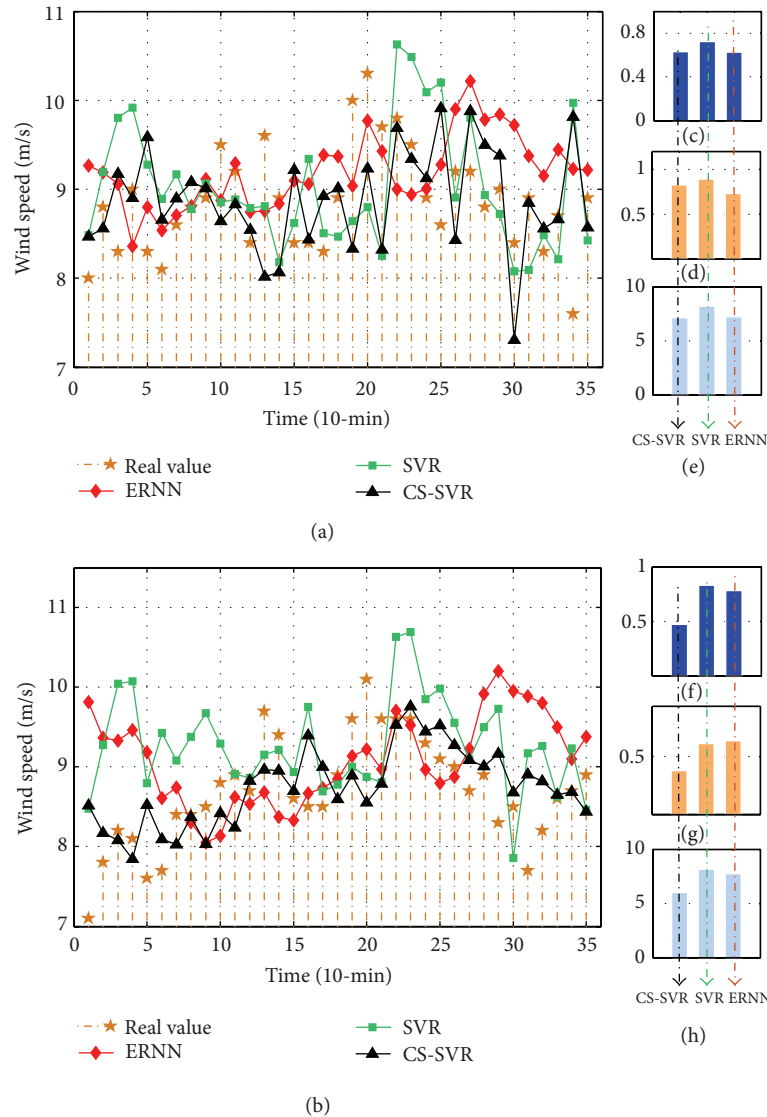 11
10
9
8
7
Wind speed (m/s)
0 5 10 15 20 25 30 35
Time (10-min)
Real value
ERNN
SVR
CS-SVR
(a)
0.8
0.4
0
(c)
1
0.5
(d)
10
5
0
CS-SVR SVR ERNN
(e)
11
10
9
8
7
Wind speed (m/s)
0 5 10 15 20 25 30 35
Time (10-min)
Real value
ERNN
SVR
CS-SVR
(b)
1
0.5
(f)
0.5
(g)
10
5
0
CS-SVR SVR ERNN
(h)